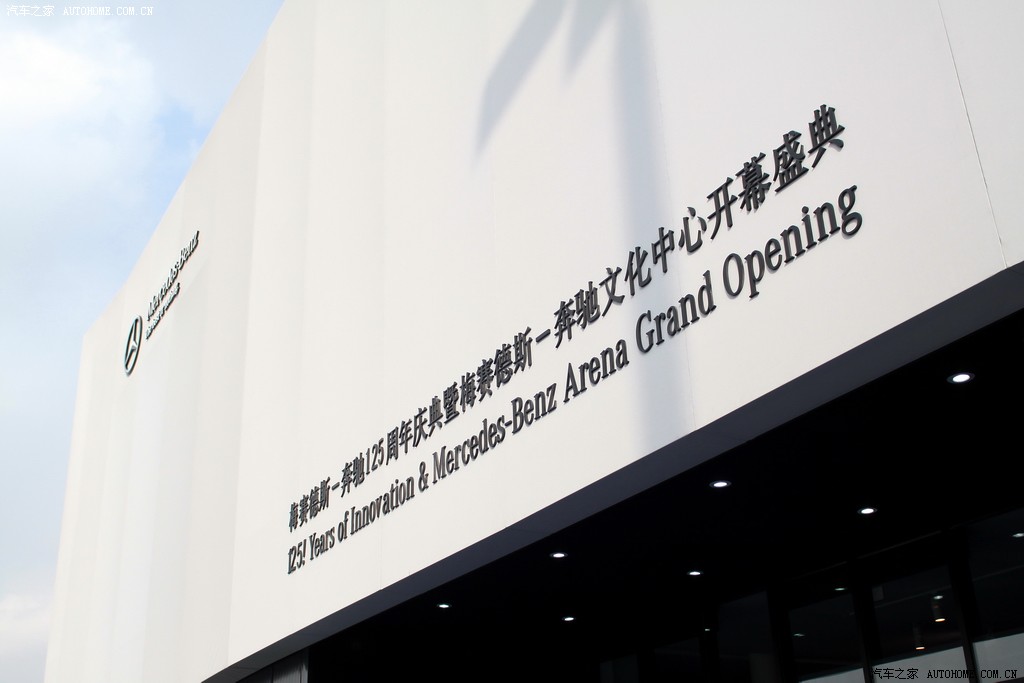 汽车之家 AUTOHOME.COM.CN
Mercedes-Benz
梅赛德斯－奔驰125周年庆典暨梅赛德斯－奔驰文化中心开幕盛典
125! Years of Innovation & Mercedes-Benz Arena Grand Opening
汽车之家 AUTOHOME.COM.CN